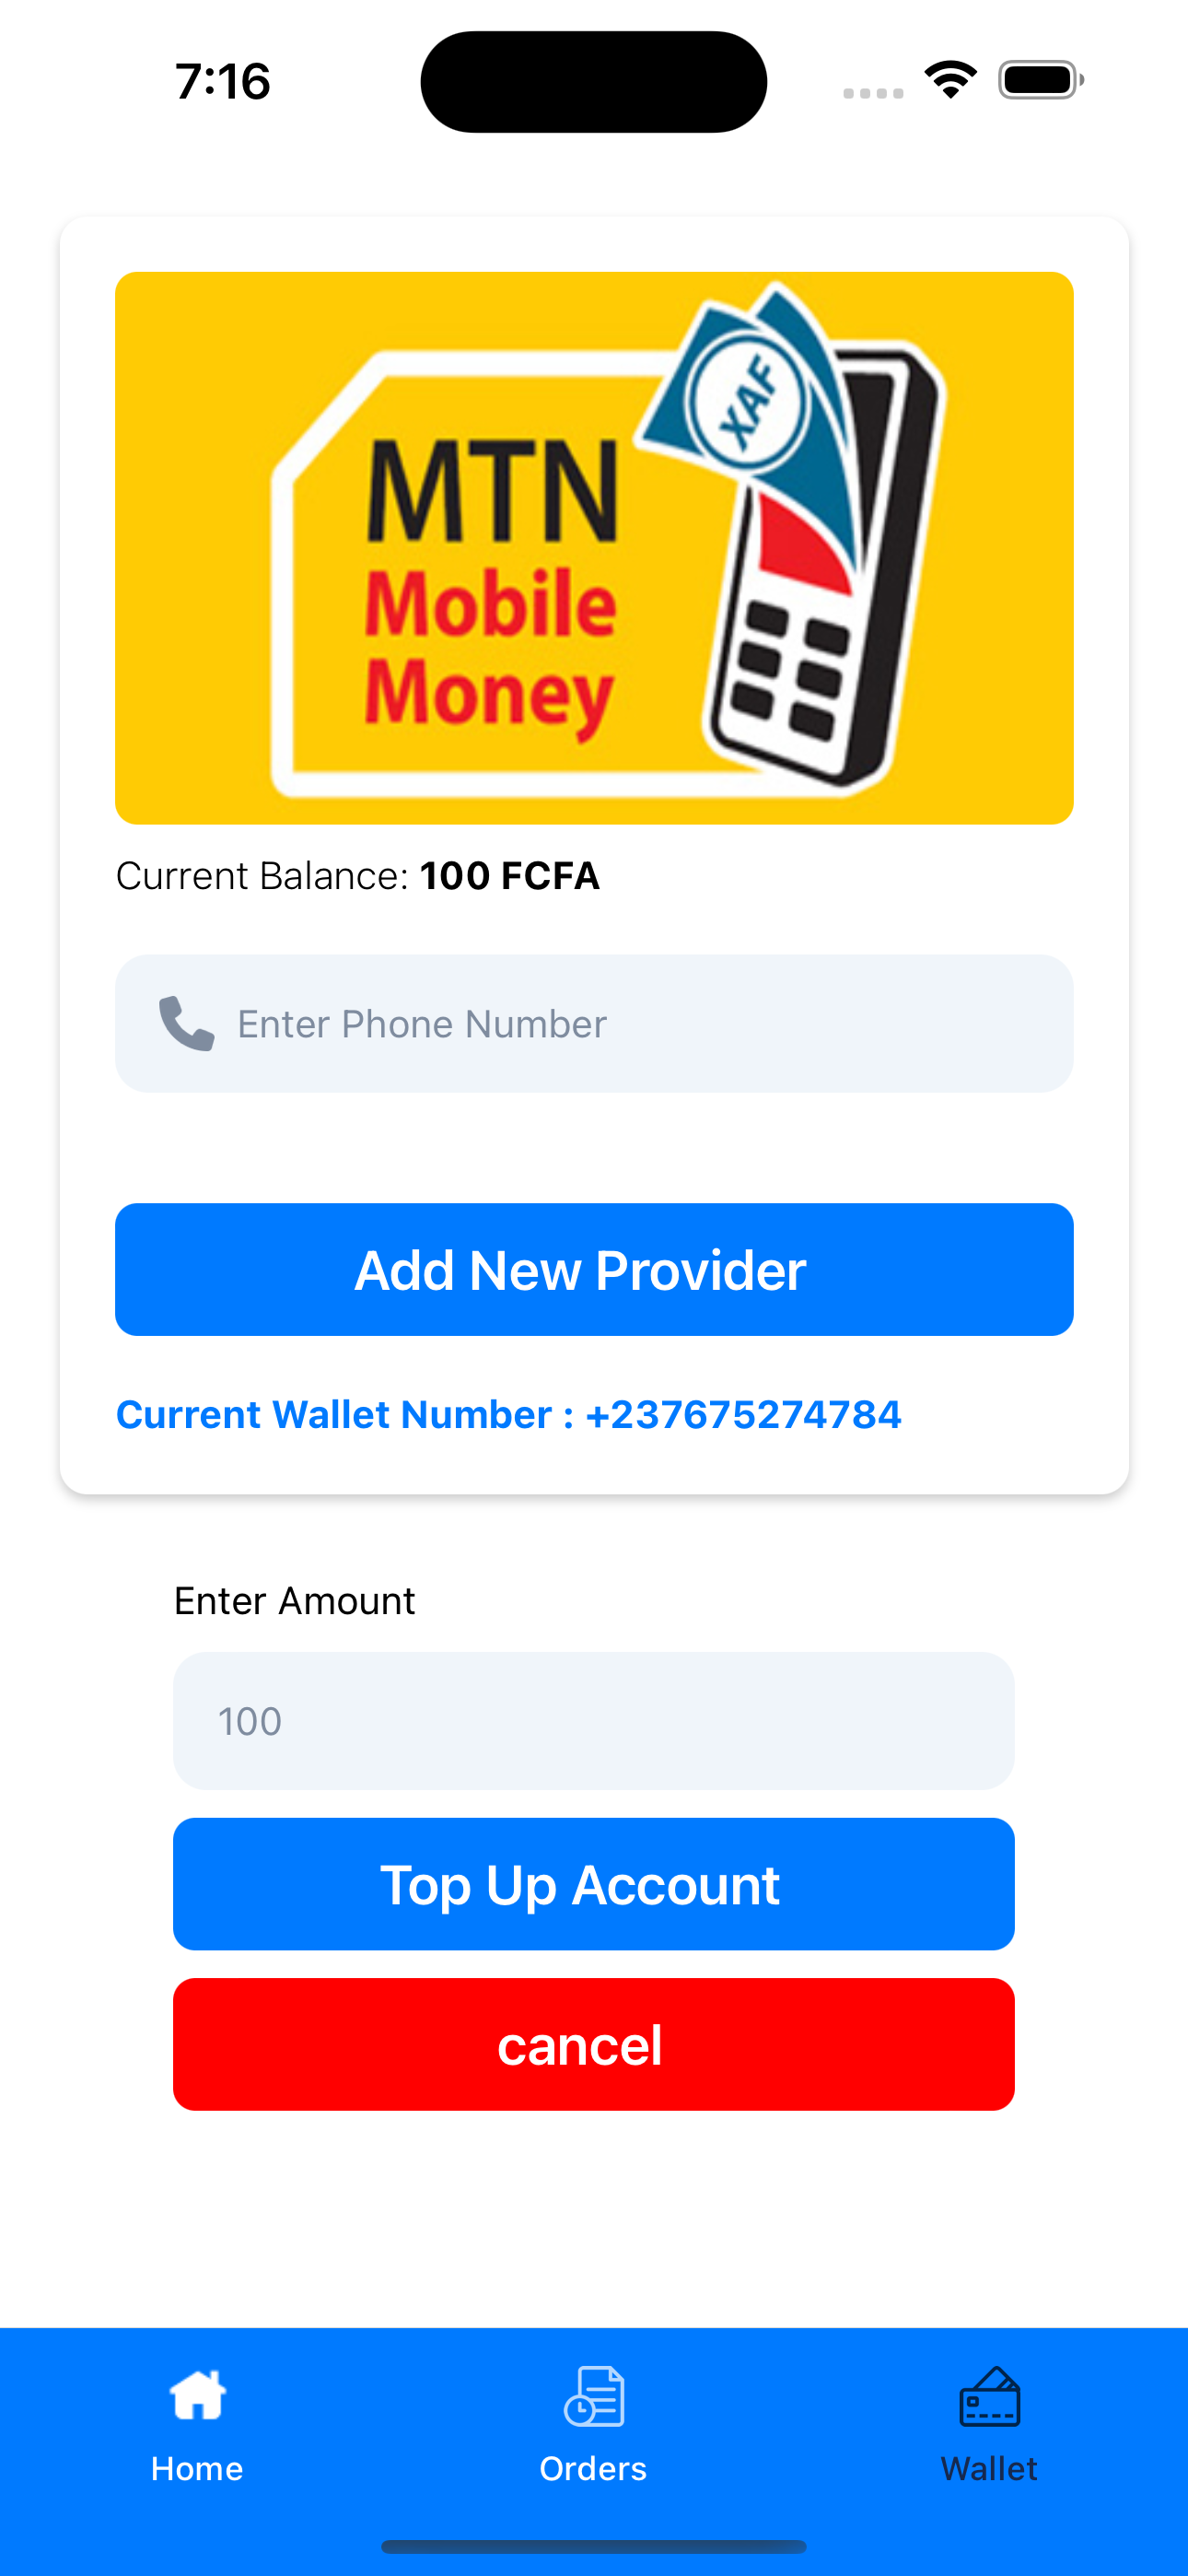 7:16
XAF
MTN
Mobile
Money
Current Balance: 100 FCFA
Enter Phone Number
Add New Provider
Current Wallet Number : +237675274784
Enter Amount
100
Top Up Account
cancel
Home
Orders
Wallet